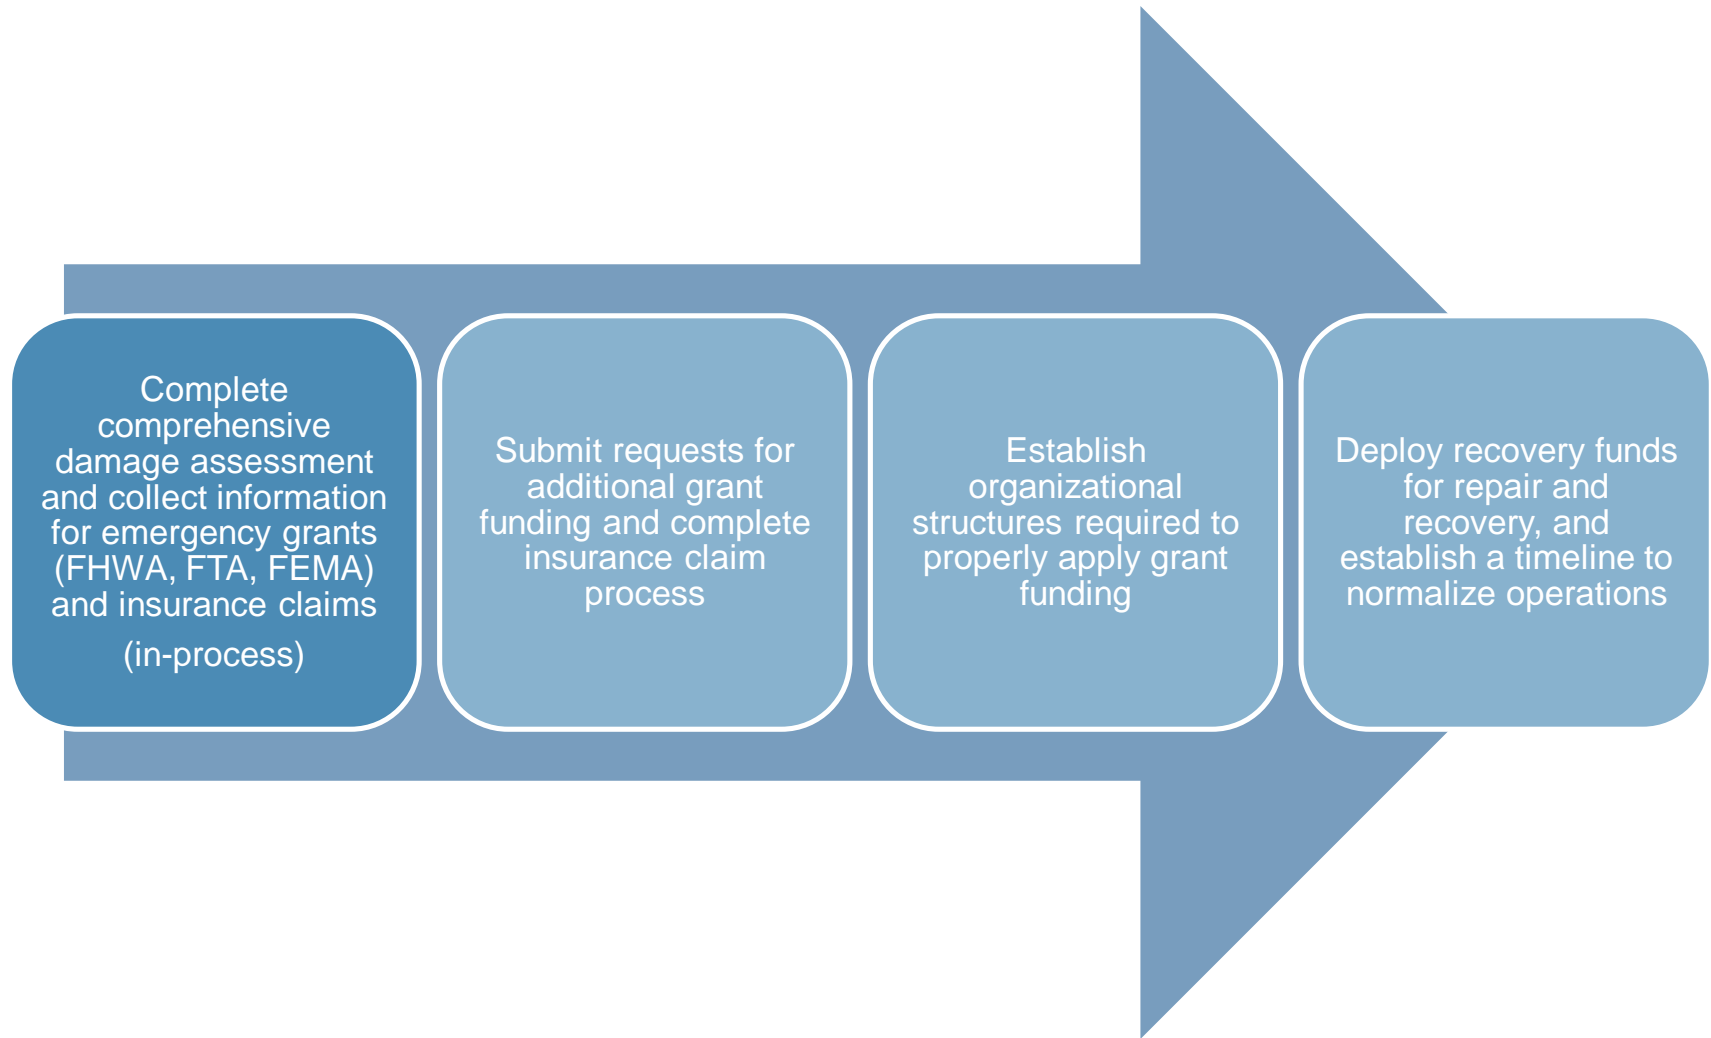 Complete
comprehensive
damage assessment
and collect information
for emergency grants
(FHWA, FTA, FEMA)
and insurance claims
(in-process)
Submit requests for
additional grant
funding and complete
insurance claim
process
Establish
organizational
structures required to
properly apply grant
funding
Deploy recovery funds
for repair and
recovery, and
establish a timeline to
normalize operations